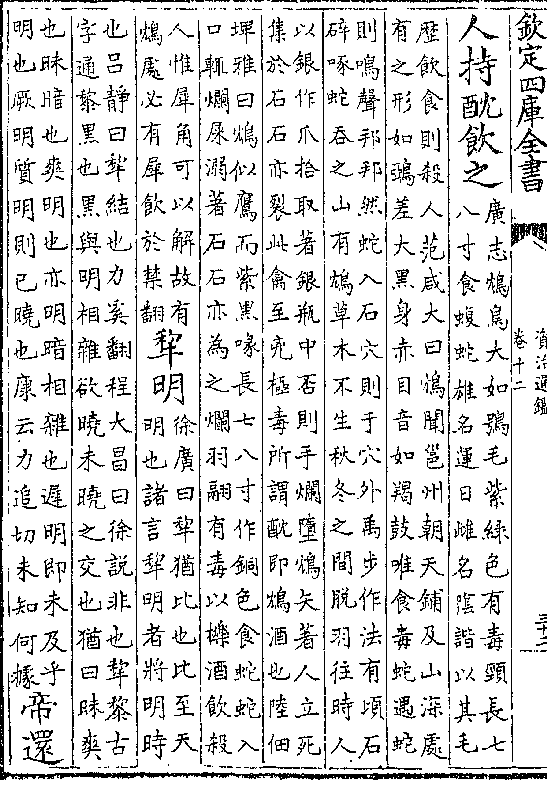 欽定四庫全書
資治通鑑
卷十二
人持酖飲之
廣志鴆鳥大如鴞毛紫綠色有毒頸長七
八寸食蝮蛇雄名運日雌名隂諧以其毛
歴飲食則殺人范成大曰鴆聞邕州朝天鋪及山深處
有之形如鵶差大黑身赤目音如羯鼓唯食毒蛇遇蛇
則鳴聲邦邦然蛇入石穴則于穴外禹步作法有頃石
碎啄蛇吞之山有鴆草木不生秋冬之間脫羽往時人
以銀作爪拾取著銀瓶中否則手爛墮鴆矢著人立死
集於石石亦裂此禽至兇極毒所謂酖即鴆酒也陸佃
埤雅曰鴆似鷹而紫黑喙長七八寸作銅色食蛇蛇入
口輒爛屎溺著石石亦為之爛羽翮有毒以櫟酒飲殺
人惟犀角可以解故有
鴆處必有犀飲於禁翻
犂明
徐廣曰犂猶比也比至天
明也諸言犂明者將明時
也吕靜曰犂結也力奚翻程大昌曰徐説非也犂黎古
字通黎黑也黑與明相雜欲曉未曉之交也猶曰昧爽
也昧暗也爽明也亦明暗相雜也遲明即未及乎
明也厥明質明則已曉也康云力追切未知何據
帝還